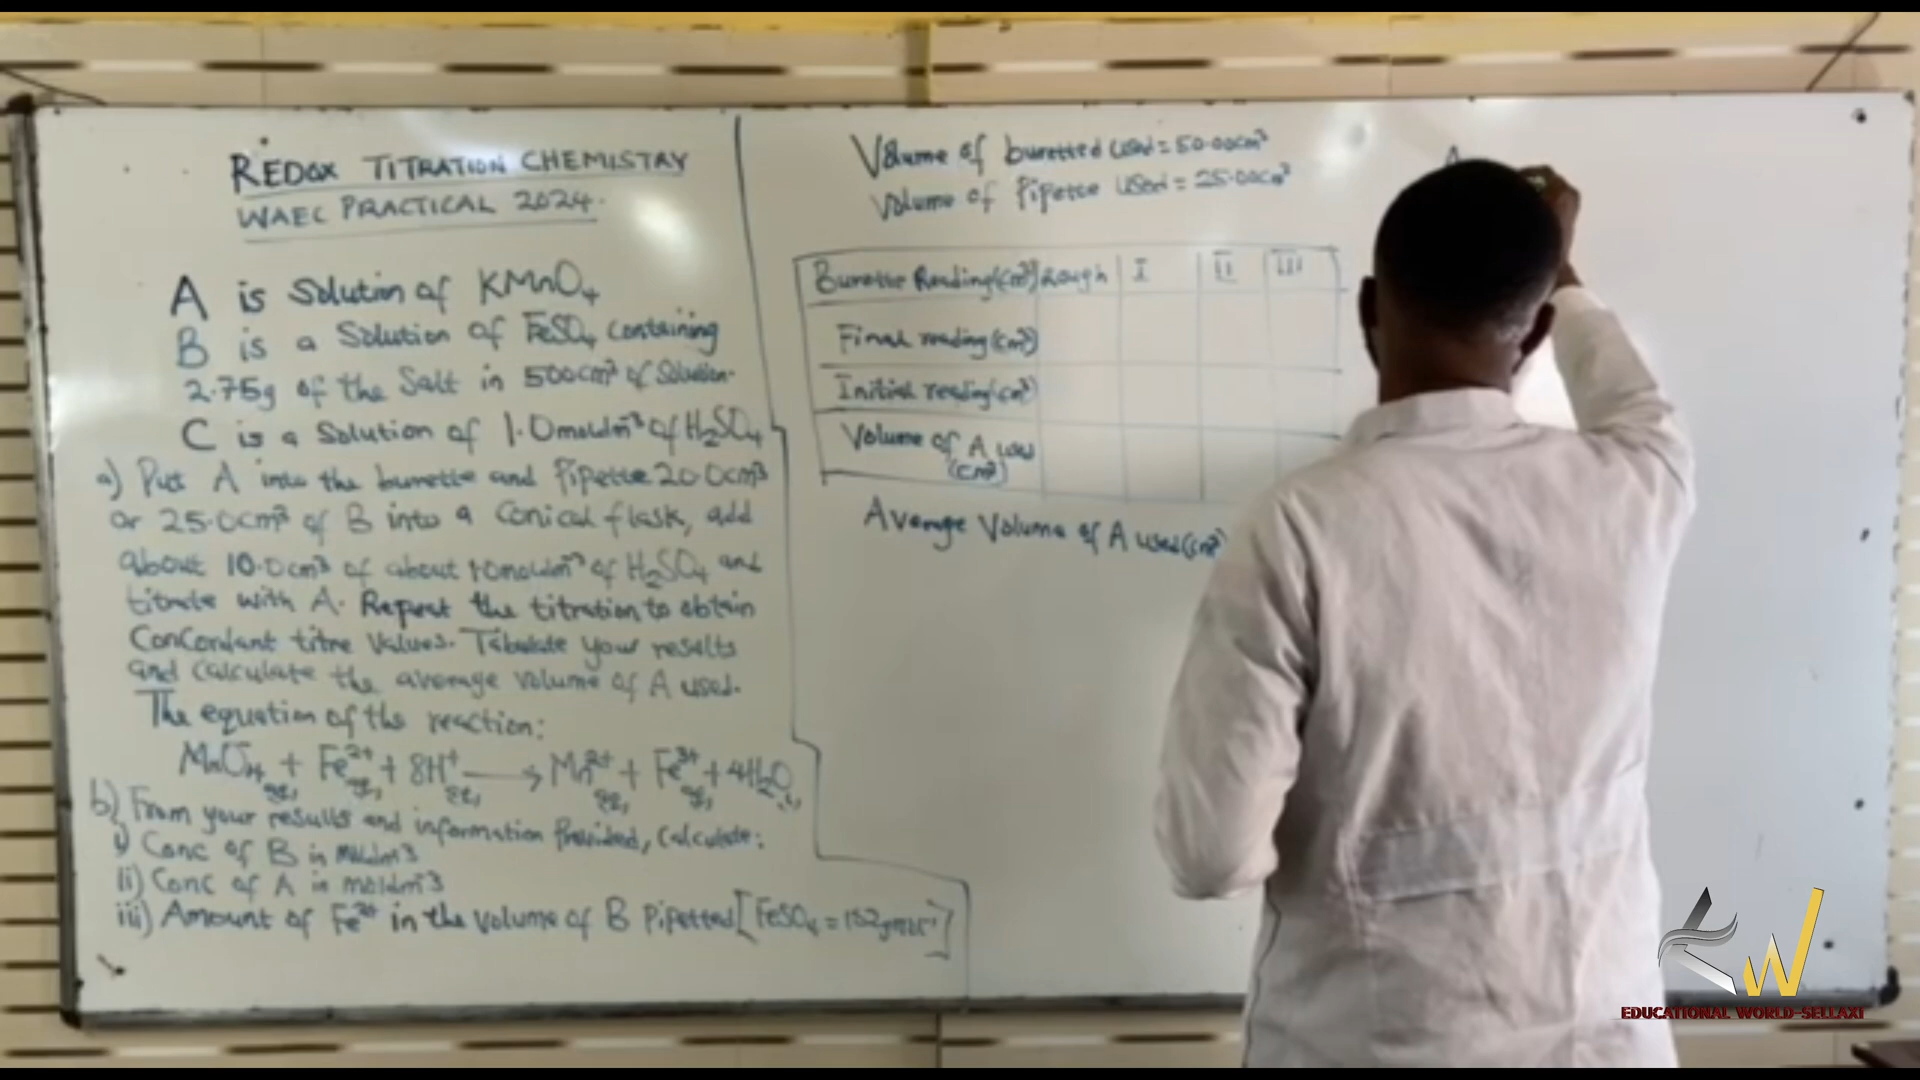 REDOX TITRATION CHEMISTRY
WAEC PRACTICAL 2024.
A is Solution of KMnO₄
B is a Solution of FeSO₄ containing
2.75g of the Salt in 500cm³ of Solution.
C is a Solution of 1.0moldm⁻³ of H₂SO₄
a) Put A into the burette and Pipette 20.0cm³
or 25.0cm³ of B into a Conical flask, add
about 10.0cm³ of about 1.0moldm⁻³ of H₂SO₄ and
titrate with A. Repeat the titration to obtain
Concordant titre Values. Tabulate your results
and Calculate the average volume of A used.
The equation of the reaction:
MnO₄⁻(aq) + Fe²⁺(aq) + 8H⁺(aq) → Mn²⁺(aq) + Fe³⁺(aq) + 4H₂O(l)
b) From your results and information Provided, Calculate:
i) Conc of B in moldm⁻³
ii) Conc of A in moldm⁻³
iii) Amount of Fe²⁺ in the volume of B Pipetted [FeSO₄ = 152gmol⁻¹]
Volume of buretted used = 50.00cm³
Volume of Pipette used = 25.00cm³
Burette Reading(cm³) Rough I II III
Final reading(cm³)
Initial reading(cm³)
Volume of A used
(cm³)
Average Volume of A used(cm³)
EDUCATIONAL WORLD-SELLAXI